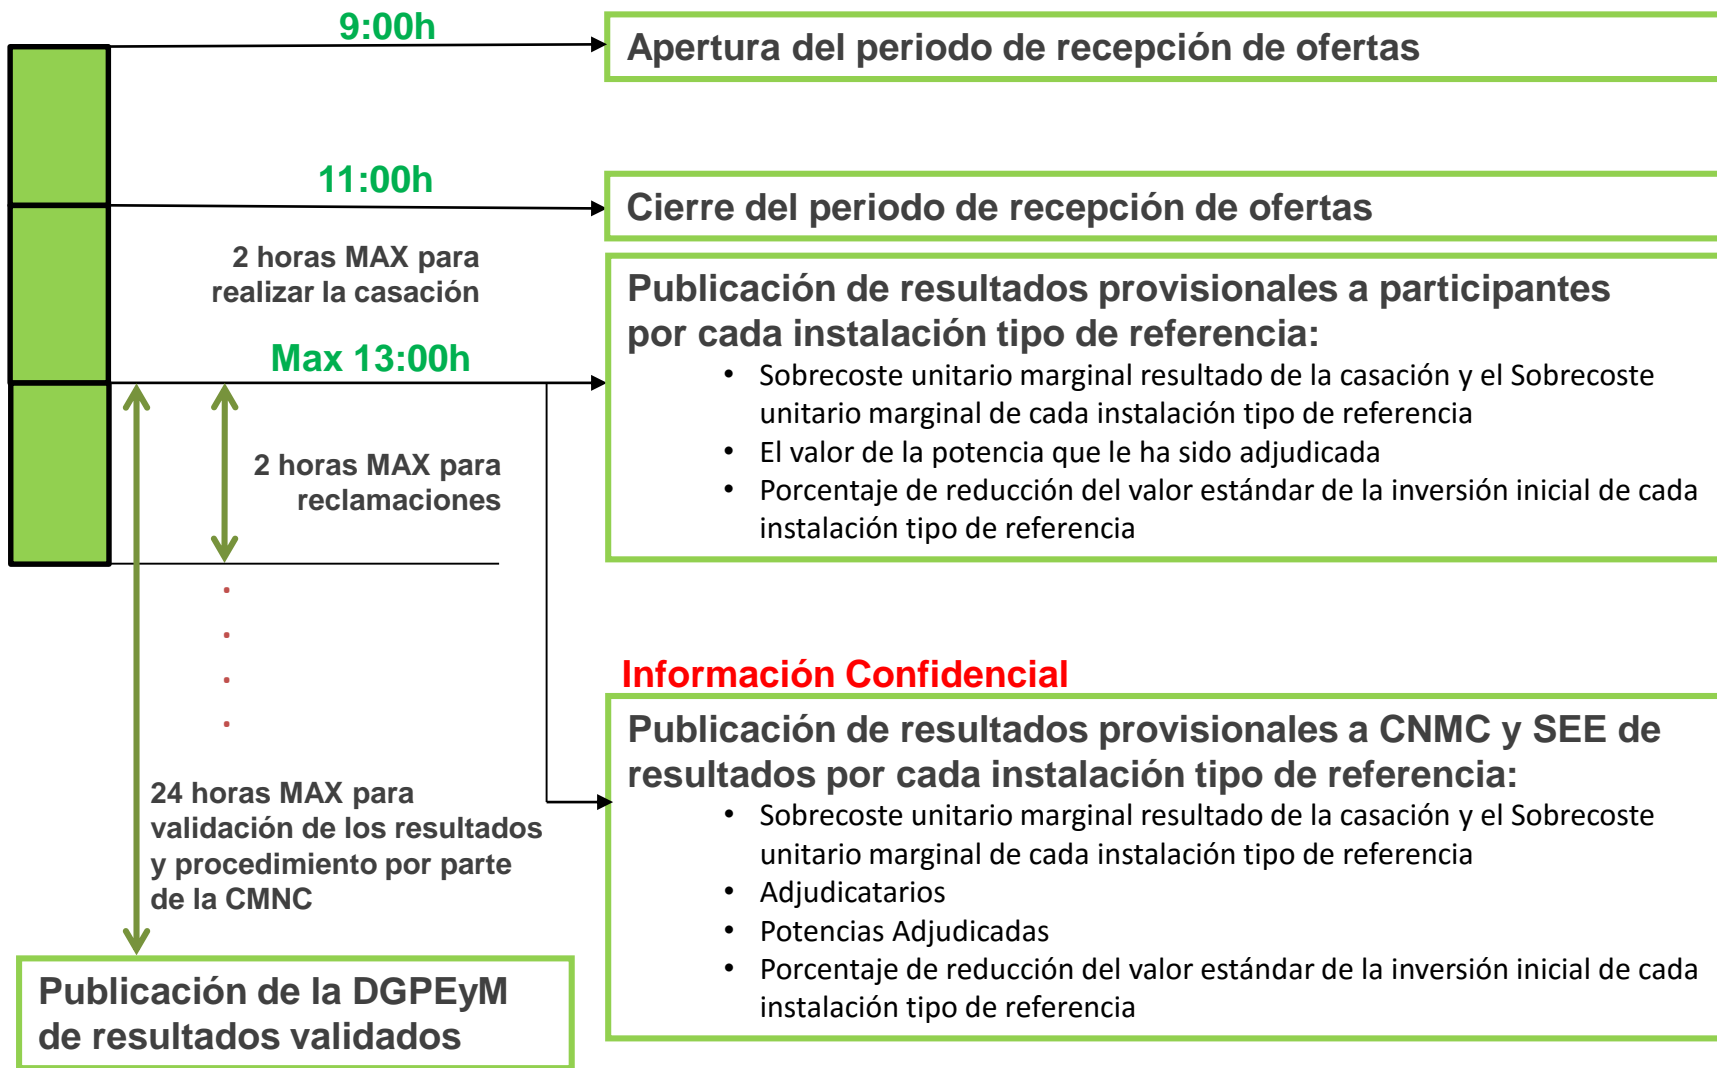 9:00h
Apertura del periodo de recepción de ofertas
11:00h
Cierre del periodo de recepción de ofertas
2 horas MAX para
realizar la casación
Max 13:00h
Publicación de resultados provisionales a participantes
por cada instalación tipo de referencia:
• Sobrecoste unitario marginal resultado de la casación y el Sobrecoste
unitario marginal de cada instalación tipo de referencia
• El valor de la potencia que le ha sido adjudicada
• Porcentaje de reducción del valor estándar de la inversión inicial de cada
instalación tipo de referencia
2 horas MAX para
reclamaciones
Información Confidencial
Publicación de resultados provisionales a CNMC y SEE de
resultados por cada instalación tipo de referencia:
• Sobrecoste unitario marginal resultado de la casación y el Sobrecoste
unitario marginal de cada instalación tipo de referencia
• Adjudicatarios
• Potencias Adjudicadas
• Porcentaje de reducción del valor estándar de la inversión inicial de cada
instalación tipo de referencia
24 horas MAX para
validación de los resultados
y procedimiento por parte
de la CMNC
Publicación de la DGPEyM
de resultados validados